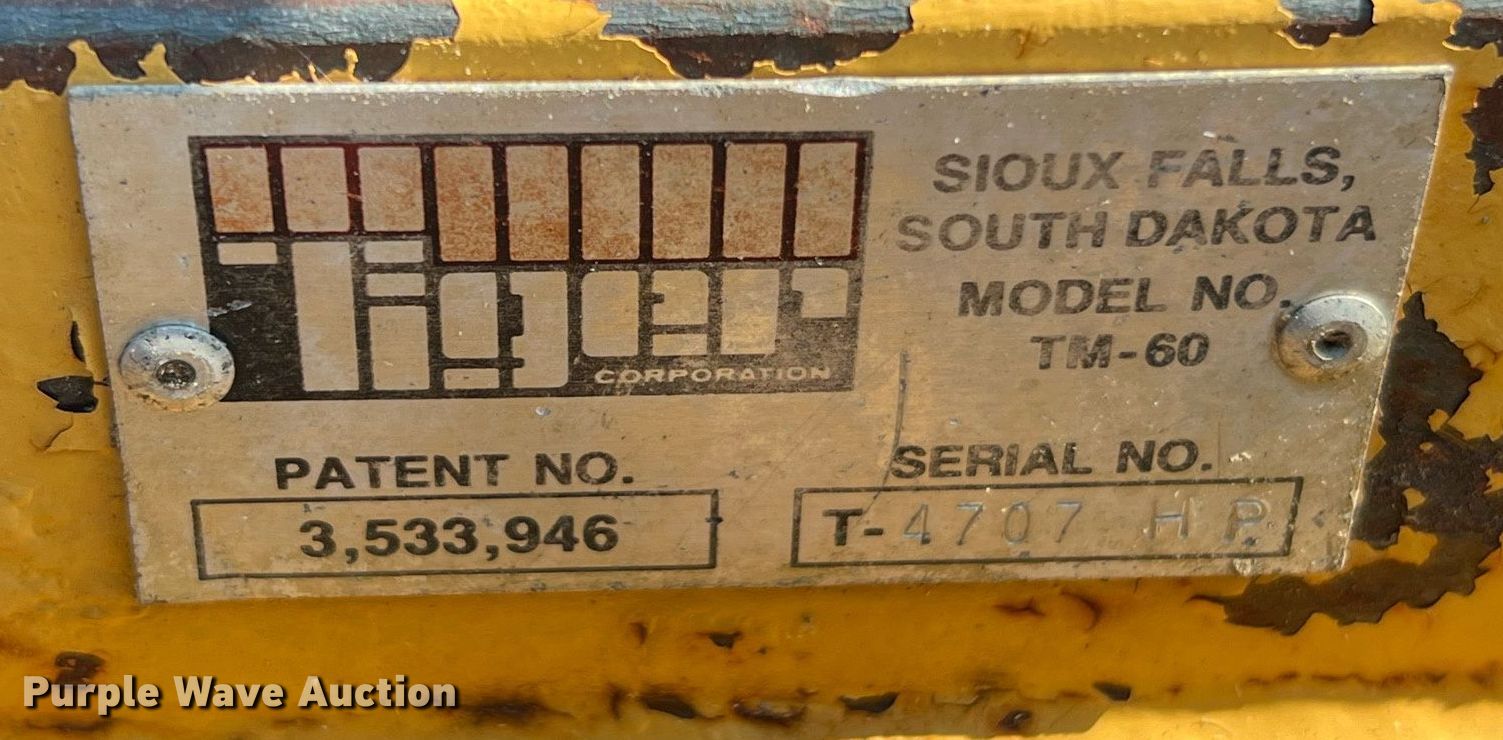 Tiger
CORPORATION
SIOUX FALLS,
SOUTH DAKOTA
MODEL NO.
TM-60
PATENT NO.
3,533,946
SERIAL NO.
T-4707 HP
Purple Wave Auction